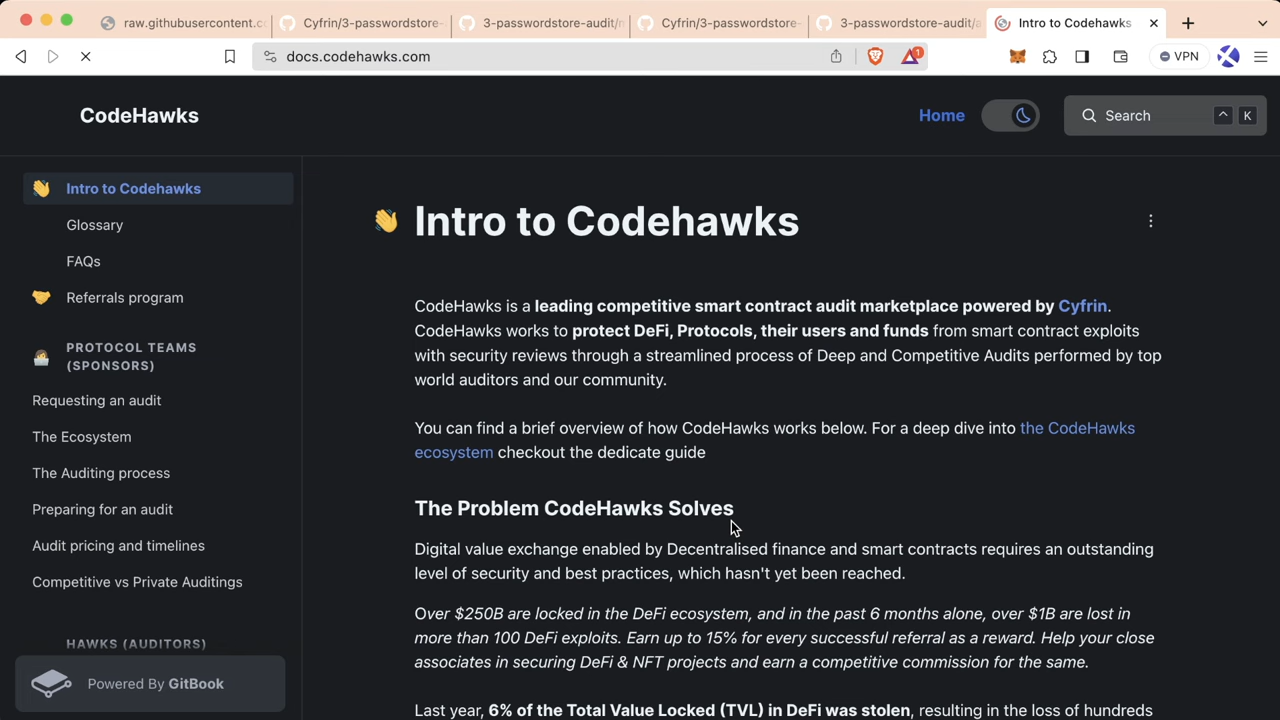 raw.githubusercontent.c
Cyfrin/3-passwordstore-
3-passwordstore-audit/m
Cyfrin/3-passwordstore-
3-passwordstore-audit/a
Intro to Codehawks
docs.codehawks.com
1
VPN
CodeHawks
Home
Search
^ K
Intro to Codehawks
Glossary
FAQs
Referrals program
PROTOCOL TEAMS
(SPONSORS)
Requesting an audit
The Ecosystem
The Auditing process
Preparing for an audit
Audit pricing and timelines
Competitive vs Private Auditings
HAWKS (AUDITORS)
Powered By GitBook
Intro to Codehawks
CodeHawks is a leading competitive smart contract audit marketplace powered by Cyfrin.
CodeHawks works to protect DeFi, Protocols, their users and funds from smart contract exploits
with security reviews through a streamlined process of Deep and Competitive Audits performed by top
world auditors and our community.
You can find a brief overview of how CodeHawks works below. For a deep dive into the CodeHawks
ecosystem checkout the dedicate guide
The Problem CodeHawks Solves
Digital value exchange enabled by Decentralised finance and smart contracts requires an outstanding
level of security and best practices, which hasn't yet been reached.
Over $250B are locked in the DeFi ecosystem, and in the past 6 months alone, over $1B are lost in
more than 100 DeFi exploits. Earn up to 15% for every successful referral as a reward. Help your close
associates in securing DeFi & NFT projects and earn a competitive commission for the same.
Last year, 6% of the Total Value Locked (TVL) in DeFi was stolen, resulting in the loss of hundreds